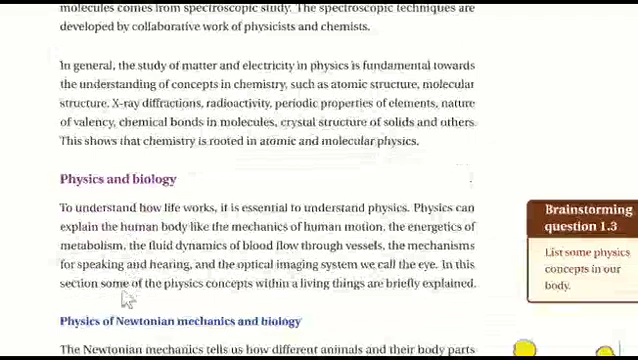 molecules comes from spectroscopic study. The spectroscopic techniques are
developed by collaborative work of physicists and chemists.
In general, the study of matter and electricity in physics is fundamental towards
the understanding of concepts in chemistry, such as atomic structure, molecular
structure, X-ray diffractions, radioactivity, periodic properties of elements, nature
of valency, chemical bonds in molecules, crystal structure of solids and others.
This shows that chemistry is rooted in atomic and molecular physics.
Physics and biology
To understand how life works, it is essential to understand physics. Physics can
explain the human body like the mechanics of human motion, the energetics of
metabolism, the fluid dynamics of blood flow through vessels, the mechanisms
for speaking and hearing, and the optical imaging system we call the eye. In this
section some of the physics concepts within a living things are briefly explained.
Physics of Newtonian mechanics and biology
The Newtonian mechanics tells us how different animals and their body parts
Brainstorming
question 1.3
List some physics
concepts in our
body.